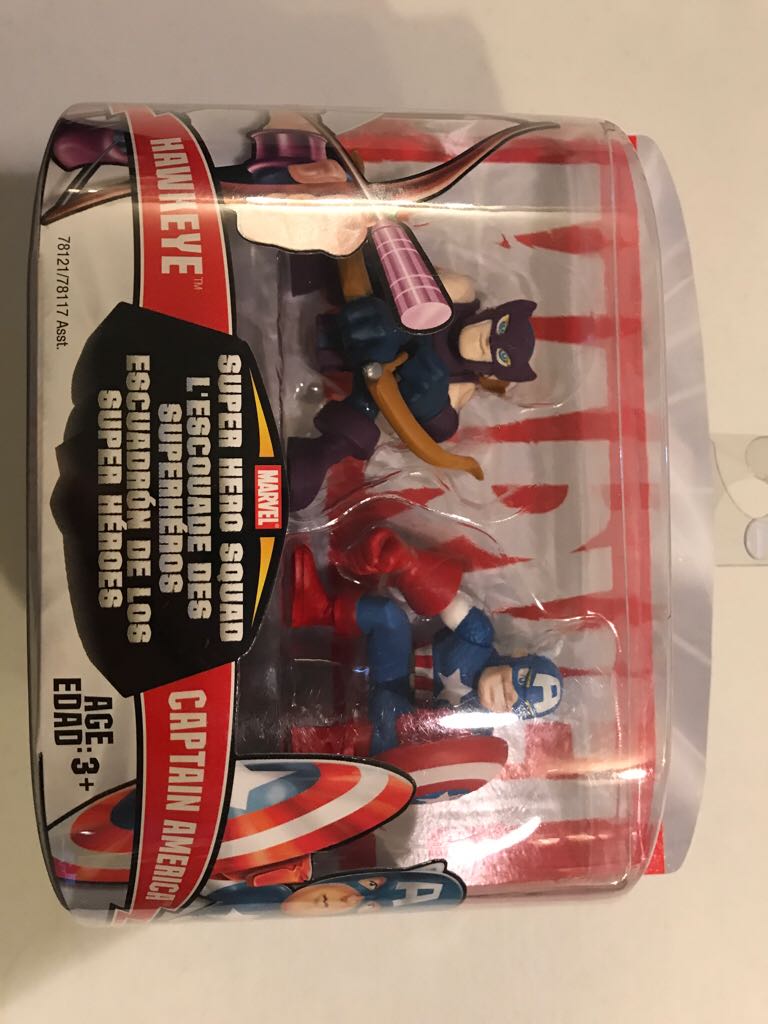 HAWKEYE™
78121/78117 Asst.
MARVEL
SUPER HERO SQUAD
L'ESCOUADE DES
SUPERHÉROS
ESCUADRÓN DE LOS
SUPER HÉROES
CAPTAIN AMERICA
AGE:
EDAD: 3+
A
A